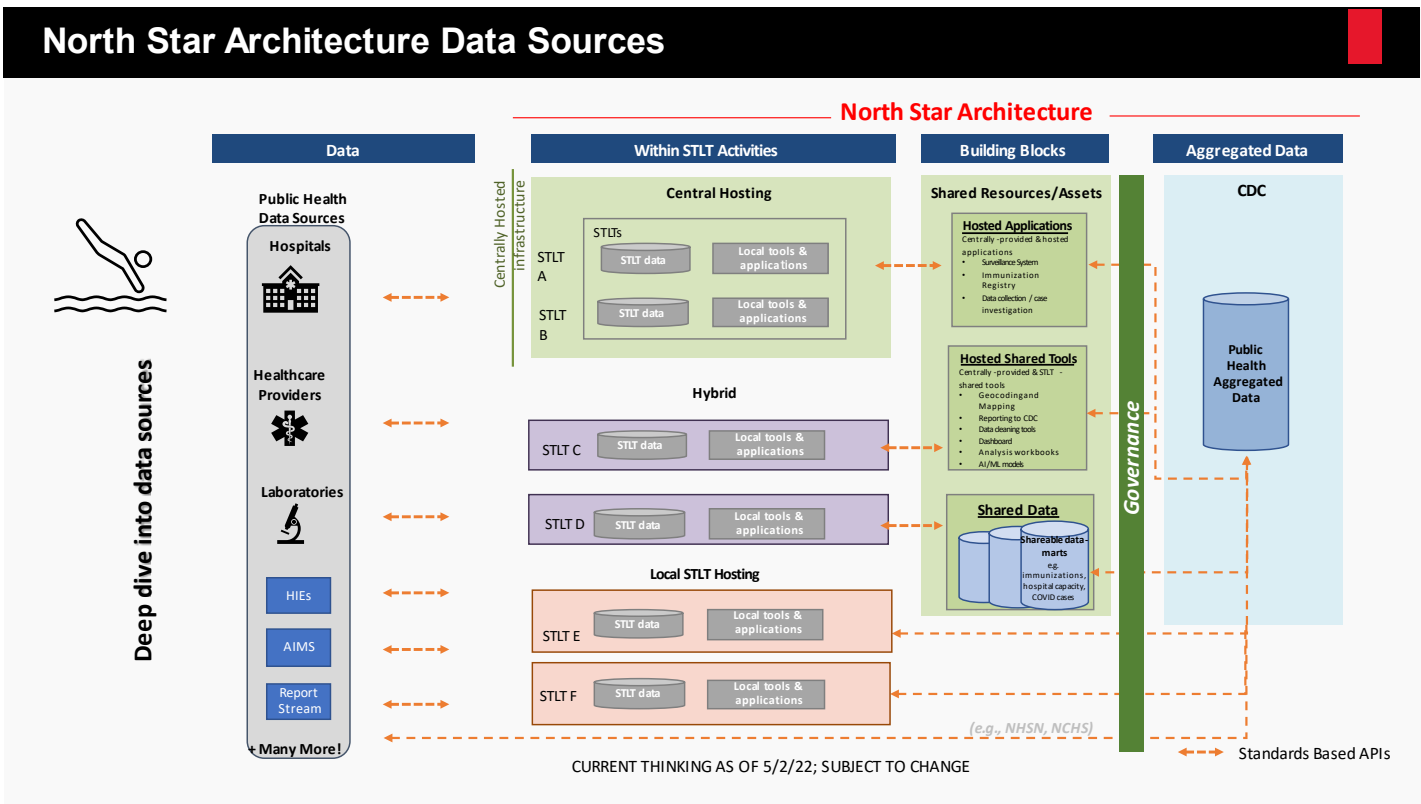 North Star Architecture Data Sources
North Star Architecture
Data
Within STLT Activities
Building Blocks
Aggregated Data
Deep dive into data sources
Public Health
Data Sources
Hospitals
Healthcare
Providers
Laboratories
HIEs
AIMS
Report
Stream
+ Many More!
Centrally Hosted
infrastructure
Central Hosting
STLTs
STLT
A
STLT data
Local tools &
applications
STLT
B
STLT data
Local tools &
applications
Hybrid
STLT C
STLT data
Local tools &
applications
STLT D
STLT data
Local tools &
applications
Local STLT Hosting
STLT E
STLT data
Local tools &
applications
STLT F
STLT data
Local tools &
applications
Shared Resources/Assets
Hosted Applications
Centrally -provided & hosted
applications
• Surveillance System
• Immunization
Registry
• Data collection / case
investigation
Hosted Shared Tools
Centrally -provided & STLT -
shared tools
• Geocoding and
Mapping
• Reporting to CDC
• Data cleaning tools
• Dashboard
• Analysis workbooks
• AI/ML models
Shared Data
Shareable data-
marts
e.g.
immunizations,
hospital capacity,
COVID cases
Governance
CDC
Public
Health
Aggregated
Data
(e.g., NHSN, NCHS)
Standards Based APIs
CURRENT THINKING AS OF 5/2/22; SUBJECT TO CHANGE